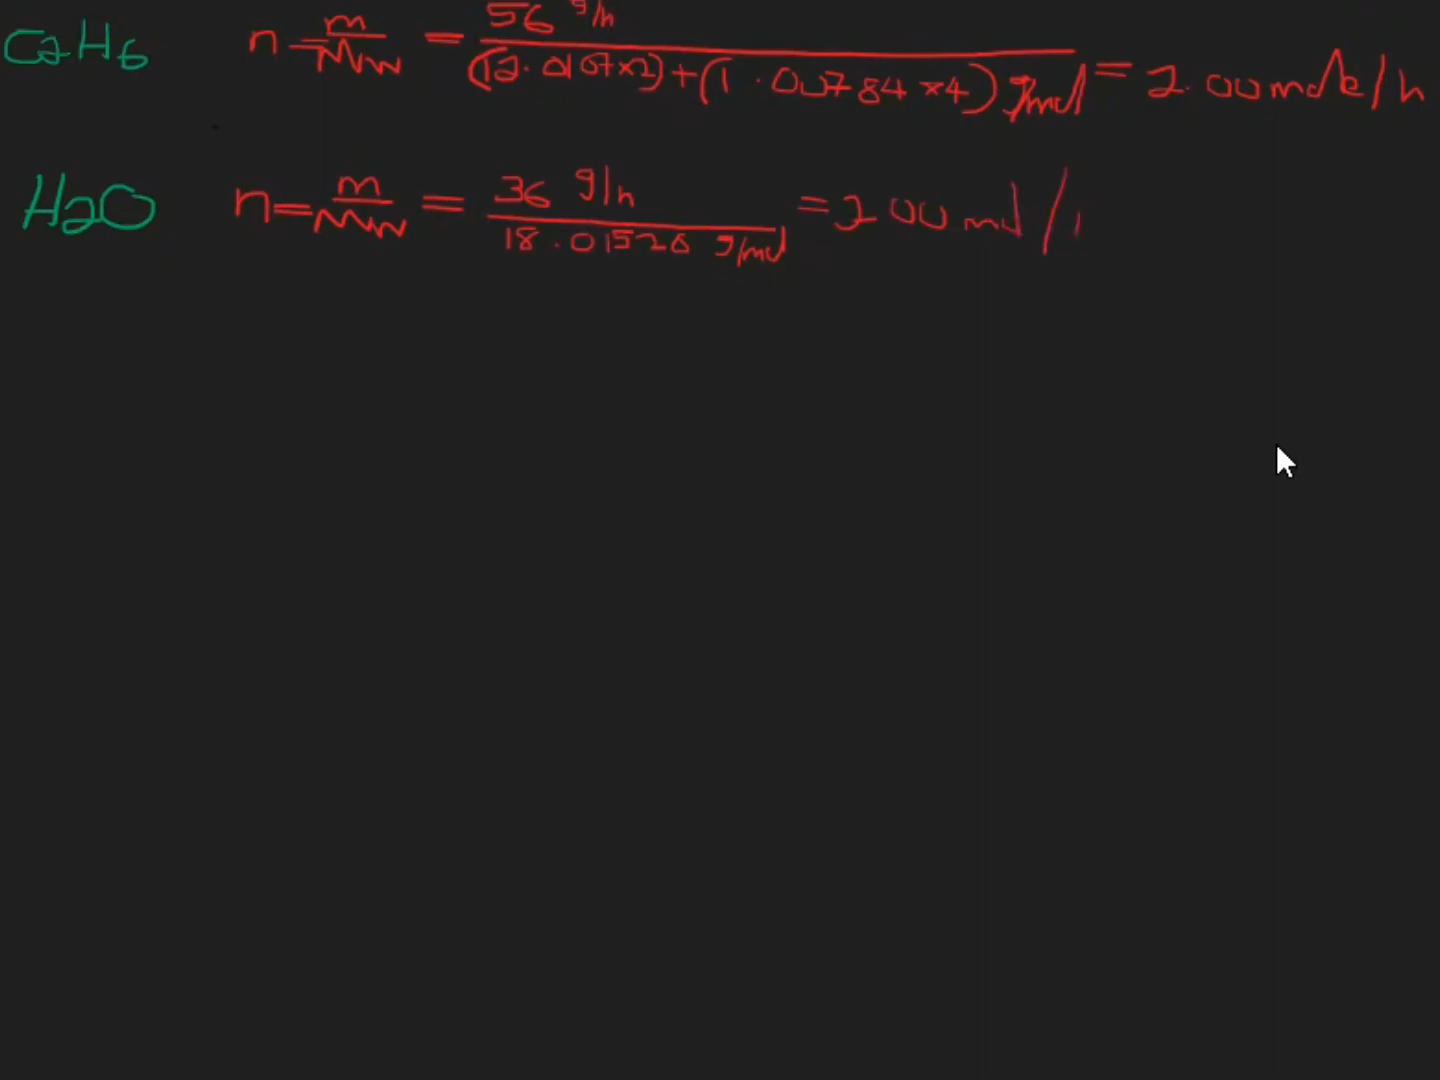 C2H6 n = m/Mw = 56 g/h / (12.0107×2)+(1.00784×4) g/mol = 2.00 mole/h
H2O n = m/Mw = 36 g/h / 18.01528 g/mol = 2.00 mol/